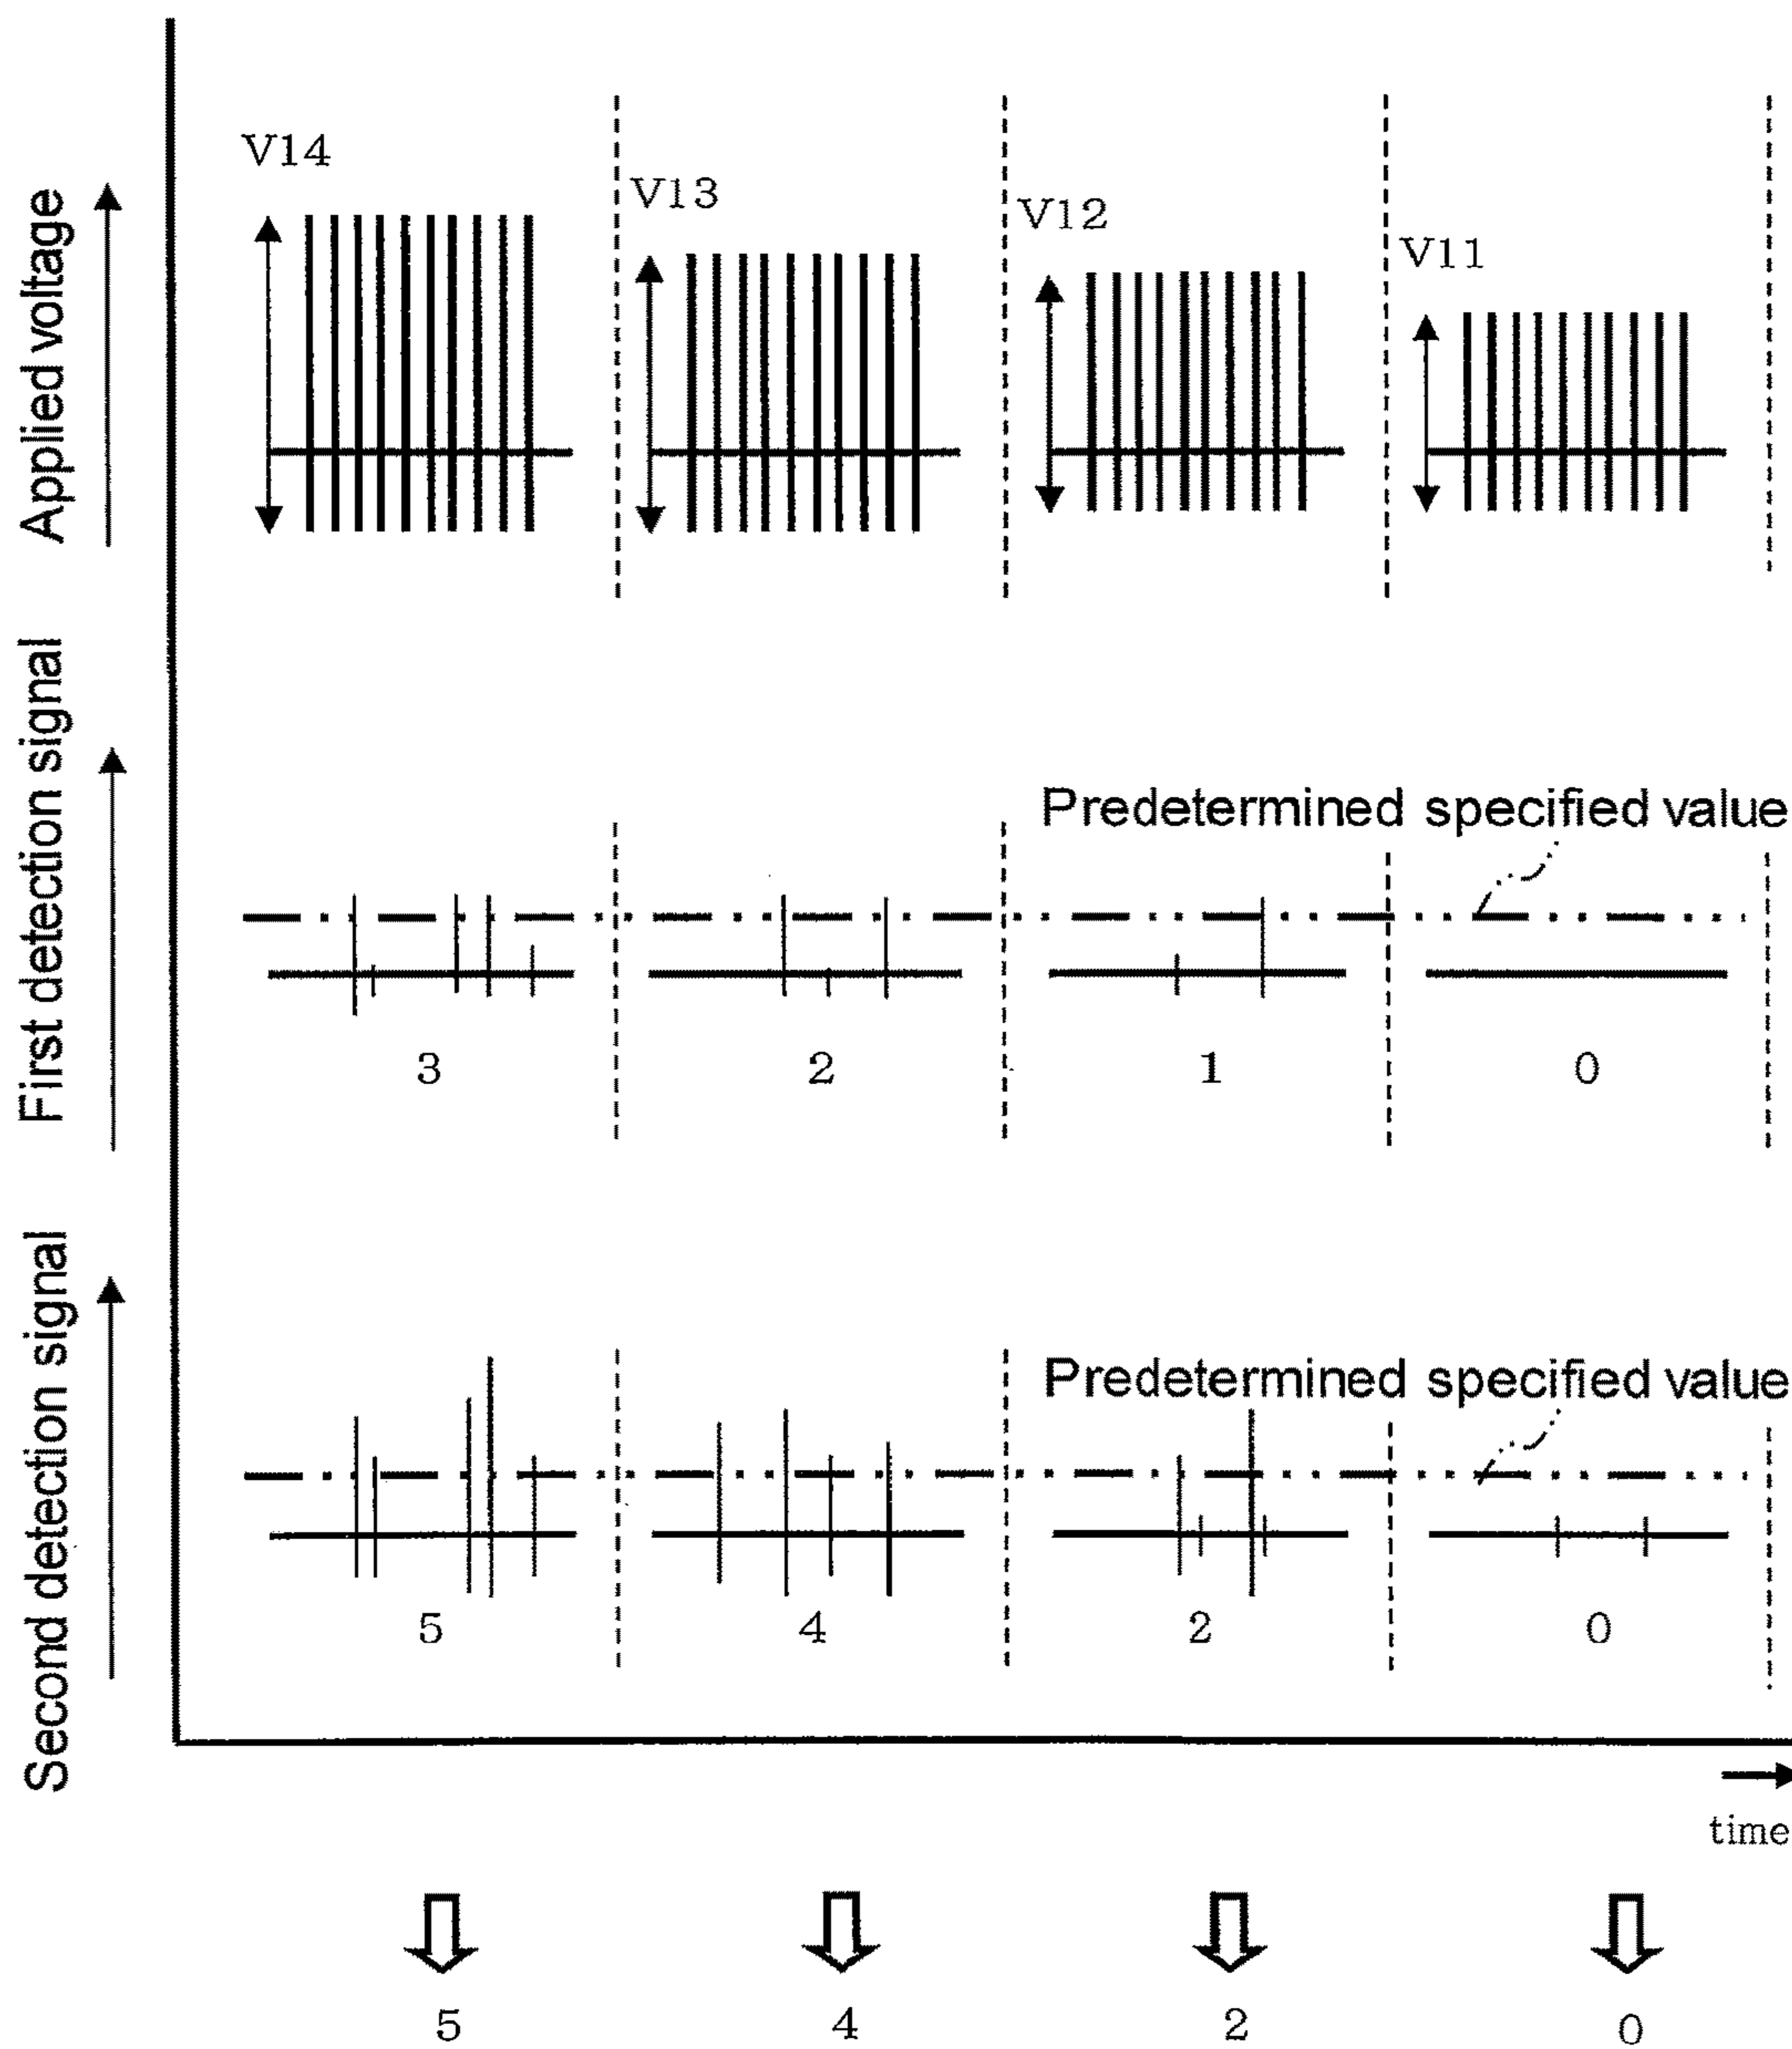 V14
V13
V12
V11
Applied voltage
First detection signal
Predetermined specified value
3
2
1
0
Second detection signal
Predetermined specified value
5
4
2
0
time
5
4
2
0